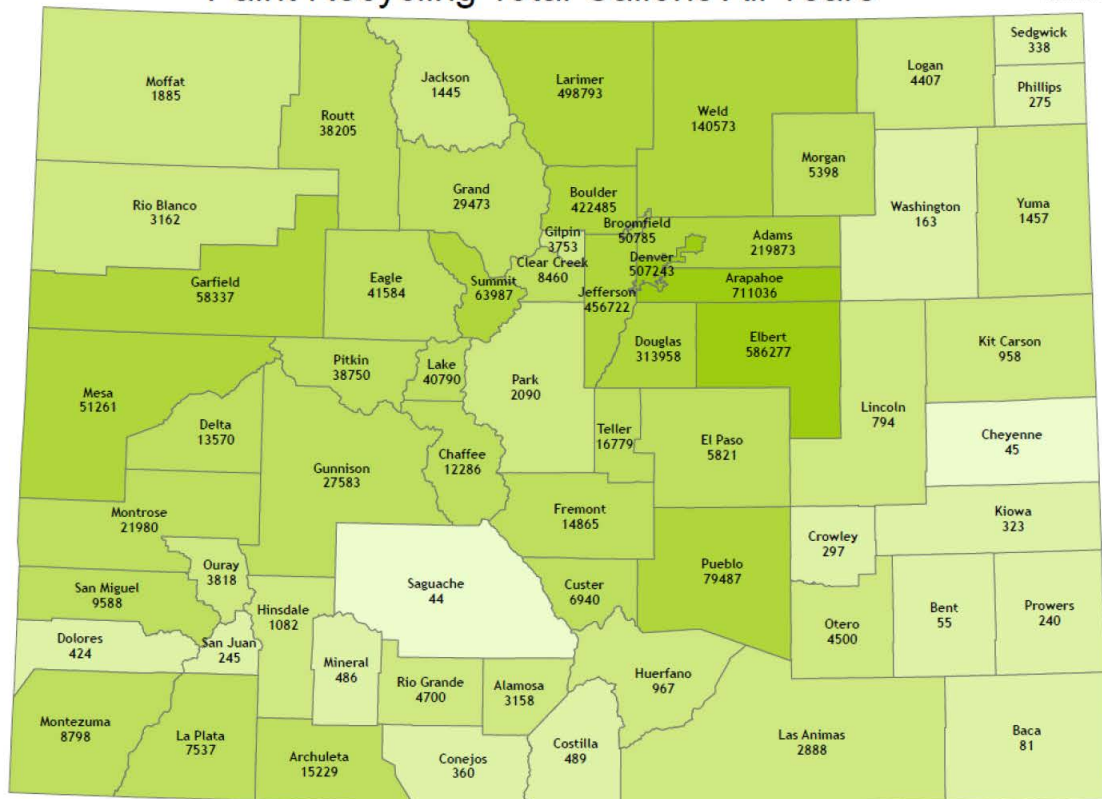 Paint Recycling Total Gallons All Years
Sedgwick
338
Logan
4407
Jackson
1445
Larimer
498793
Moffat
1885
Phillips
275
Routt
38205
Weld
140573
Morgan
5398
Grand
29473
Boulder
422485
Rio Blanco
3162
Washington
163
Yuma
1457
Broomfield
50785
Gilpin
3753
Adams
219873
Denver
507243
Clear Creek
8460
Eagle
41584
Garfield
58337
Summit
63987
Arapahoe
711036
Jefferson
456722
Douglas
313958
Elbert
586277
Kit Carson
958
Pitkin
38750
Lake
40790
Park
2090
Mesa
51261
Lincoln
794
Delta
13570
Teller
16779
El Paso
5821
Cheyenne
45
Chaffee
12286
Gunnison
27583
Fremont
14865
Montrose
21980
Kiowa
323
Crowley
297
Ouray
3818
Pueblo
79487
Saguache
44
Custer
6940
San Miguel
9588
Hinsdale
1082
Bent
55
Prowers
240
Otero
4500
Dolores
424
San Juan
245
Mineral
486
Huerfano
967
Rio Grande
4700
Alamosa
3158
Montezuma
8798
La Plata
7537
Las Animas
2888
Baca
81
Costilla
489
Archuleta
15229
Conejos
360